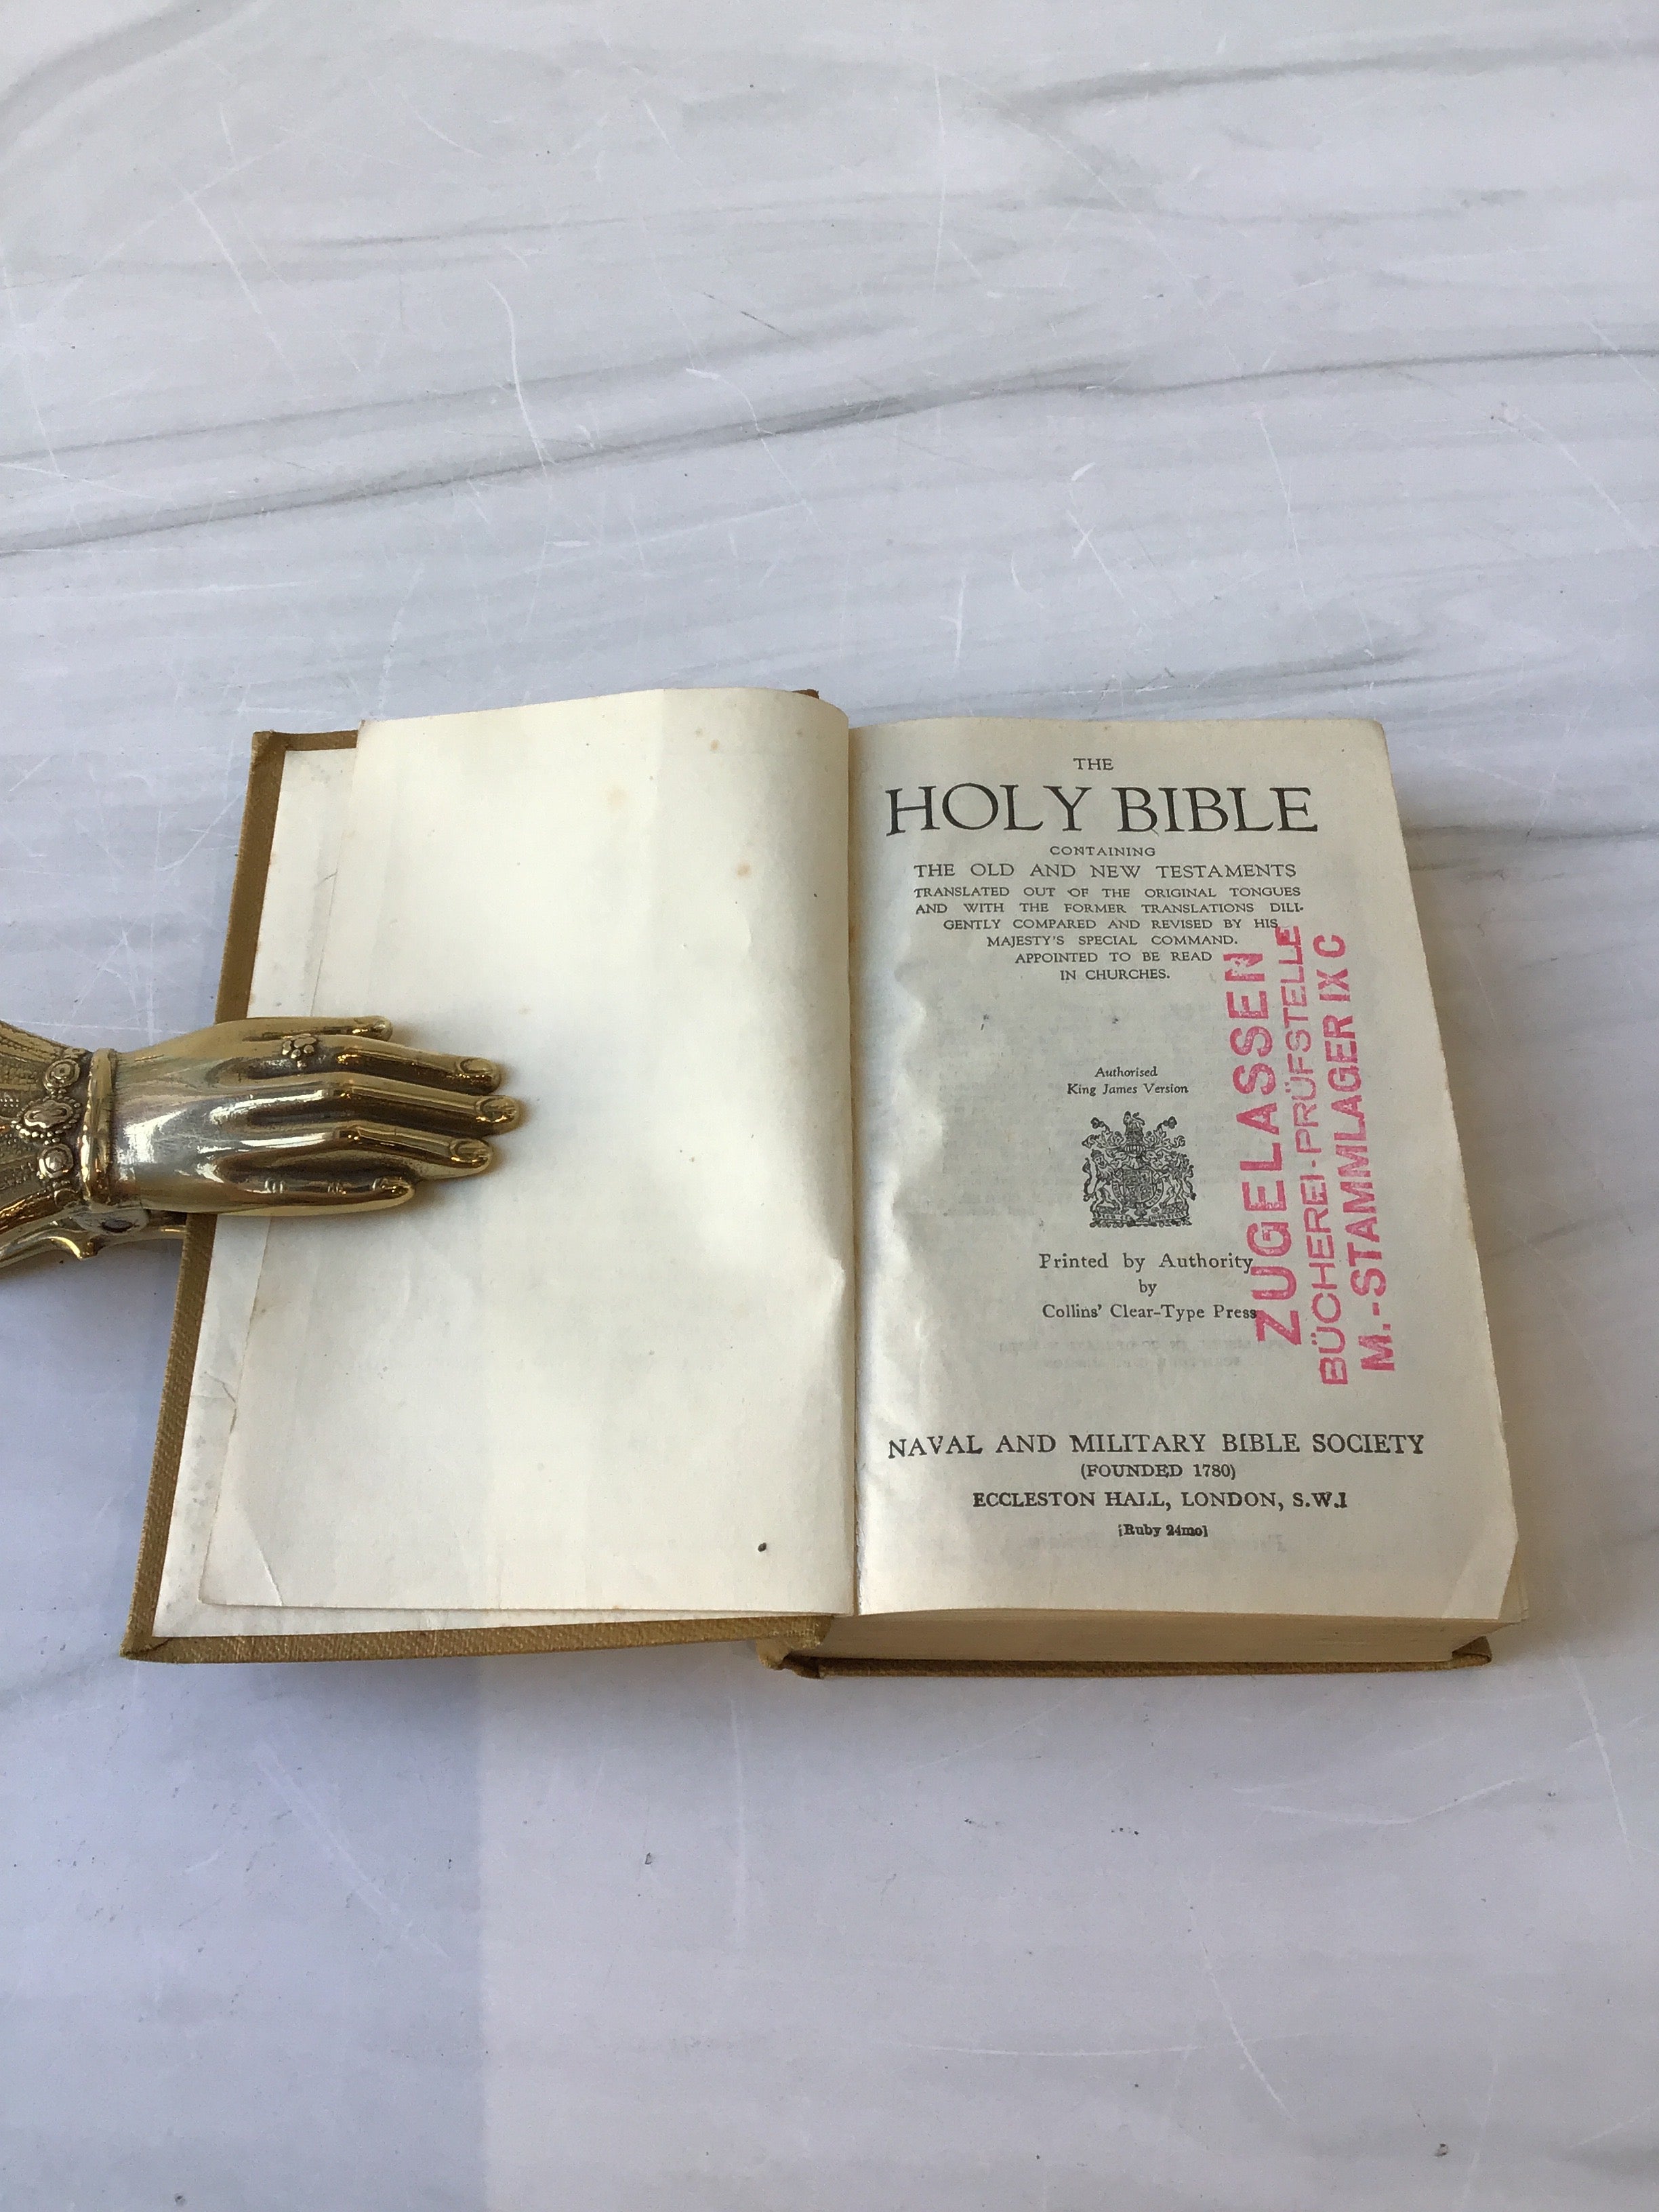 THE
HOLY BIBLE
CONTAINING
THE OLD AND NEW TESTAMENTS
TRANSLATED OUT OF THE ORIGINAL TONGUES
AND WITH THE FORMER TRANSLATIONS DILI-
GENTLY COMPARED AND REVISED BY HIS
MAJESTY'S SPECIAL COMMAND.
APPOINTED TO BE READ
IN CHURCHES.
Authorised
King James Version
Printed by Authority
by
Collins' Clear-Type Press
NAVAL AND MILITARY BIBLE SOCIETY
(FOUNDED 1780)
ECCLESTON HALL, LONDON, S.W.1
[Ruby 24mo]
ZUGELASSEN
BÜCHEREI-PRÜFSTELLE
M.-STAMMLAGER IX C